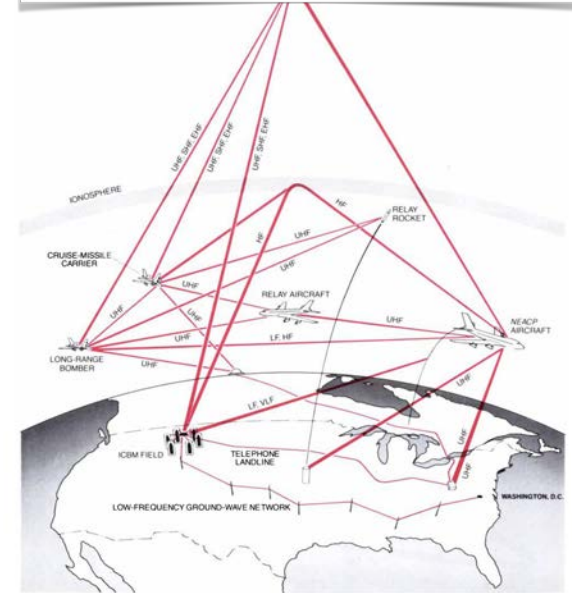 UHF, SHF, EHF
UHF, SHF, EHF
UHF, SHF, EHF
IONOSPHERE
HF
RELAY
ROCKET
HF
UHF
CRUISE-MISSILE
CARRIER
UHF
UHF
RELAY AIRCRAFT
UHF
UHF
NEACP
AIRCRAFT
UHF
UHF
LF. HF
LONG-RANGE
BOMBER
UHF
UHF
LF. VLF
UHF
ICBM FIELD
TELEPHONE
LANDLINE
UHF
WASHINGTON, D.C.
LOW-FREQUENCY GROUND-WAVE NETWORK